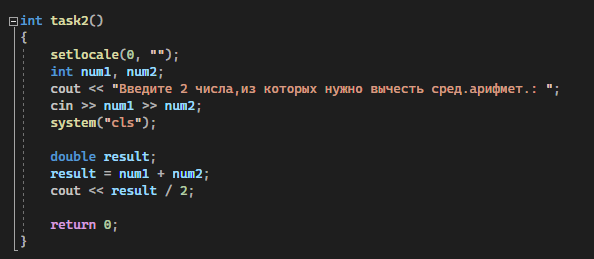 int task2()
{
setlocale(0, "");
int num1, num2;
cout << "Введите 2 числа,из которых нужно вычесть сред.арифмет.: ";
cin >> num1 >> num2;
system("cls");
double result;
result = num1 + num2;
cout << result / 2;
return 0;
}